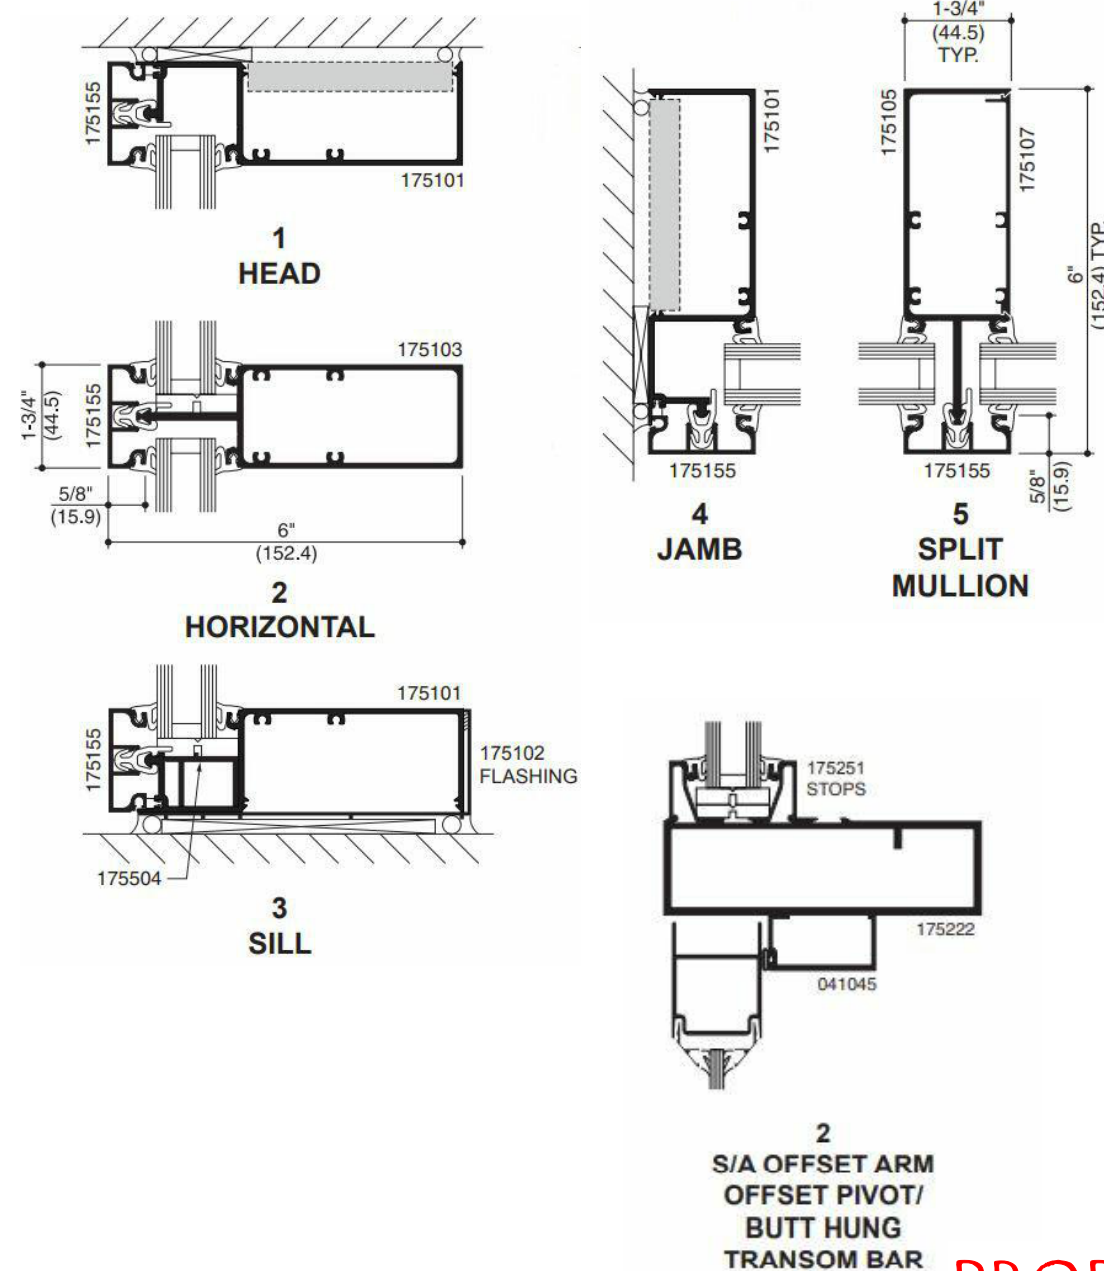 175155
175101
1
HEAD
175103
1-3/4"
(44.5)
175155
5/8"
(15.9)
6"
(152.4)
2
HORIZONTAL
175101
175155
175102
FLASHING
175504
3
SILL
175101
175155
4
JAMB
1-3/4"
(44.5)
TYP.
175105
175107
6"
(152.4) TYP.
175155
5/8"
(15.9)
5
SPLIT
MULLION
175251
STOPS
175222
041045
2
S/A OFFSET ARM
OFFSET PIVOT/
BUTT HUNG
TRANSOM BAR